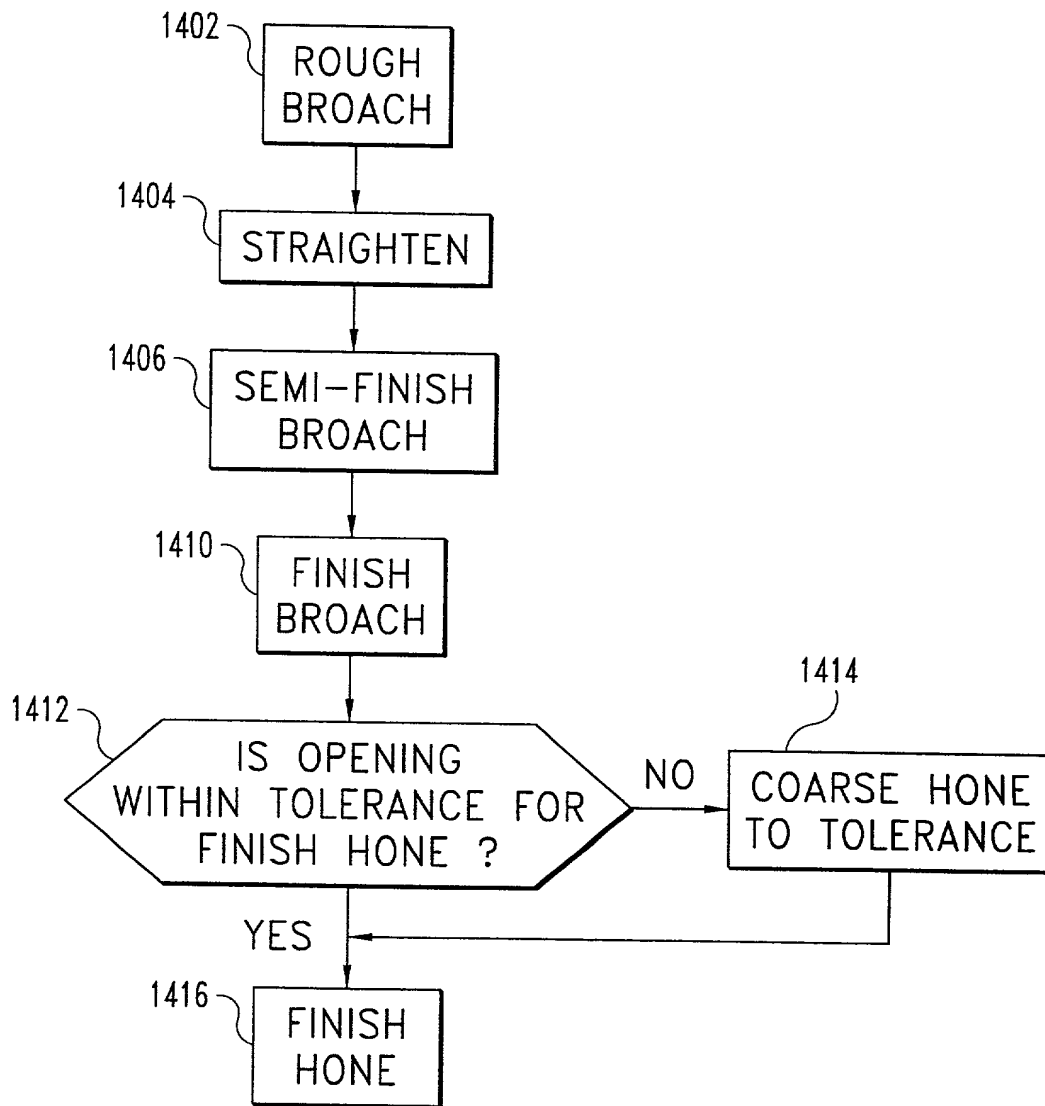 1402
ROUGH
BROACH
1404
STRAIGHTEN
1406
SEMI-FINISH
BROACH
1410
FINISH
BROACH
1412
IS OPENING
WITHIN TOLERANCE FOR
FINISH HONE ?
NO
1414
COARSE HONE
TO TOLERANCE
YES
1416
FINISH
HONE